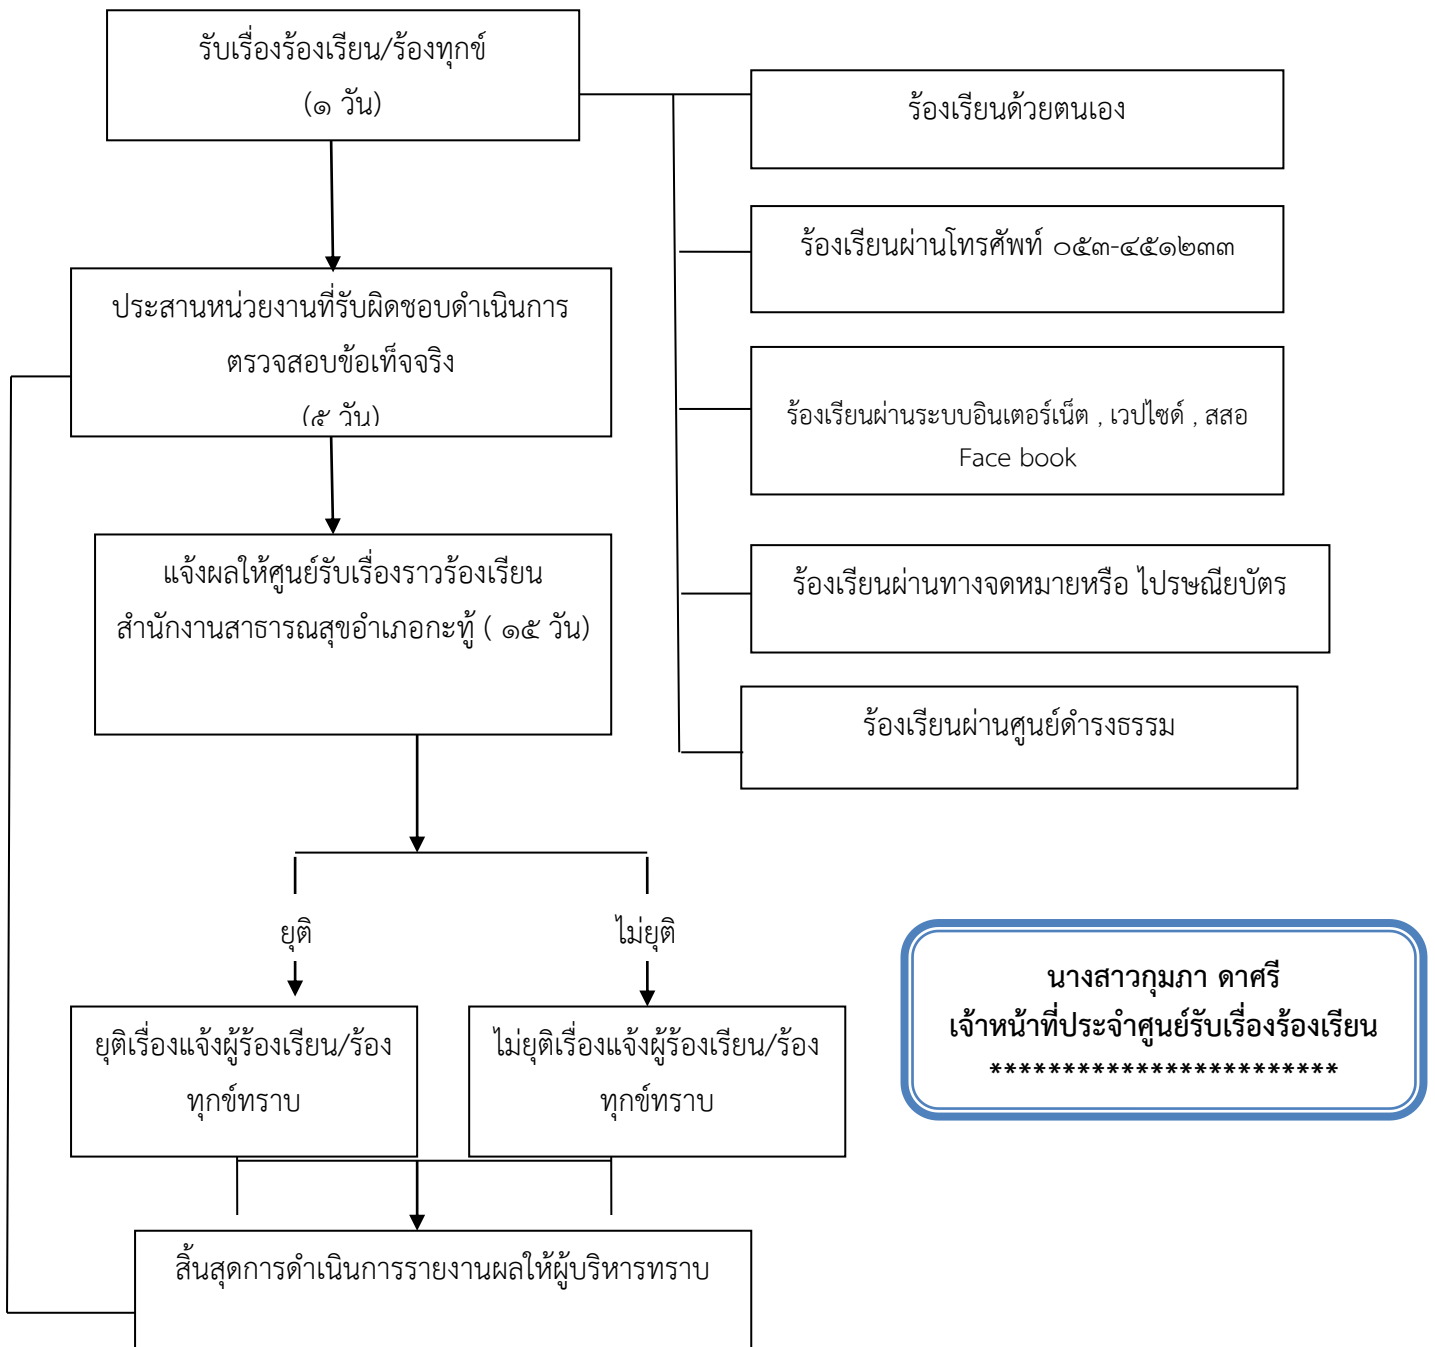 รับเรื่องร้องเรียน/ร้องทุกข์
(๑ วัน)
ร้องเรียนด้วยตนเอง
ร้องเรียนผ่านโทรศัพท์ ๐๕๓-๔๕๑๒๓๓
ประสานหน่วยงานที่รับผิดชอบดำเนินการ
ตรวจสอบข้อเท็จจริง
(๕ วัน)
ร้องเรียนผ่านระบบอินเตอร์เน็ต , เวปไซด์ , สสอ
Face book
แจ้งผลให้ศูนย์รับเรื่องราวร้องเรียน
สำนักงานสาธารณสุขอำเภอกะทู้ ( ๑๕ วัน)
ร้องเรียนผ่านทางจดหมายหรือ ไปรษณียบัตร
ร้องเรียนผ่านศูนย์ดำรงธรรม
ยุติ
ไม่ยุติ
ยุติเรื่องแจ้งผู้ร้องเรียน/ร้อง
ทุกข์ทราบ
ไม่ยุติเรื่องแจ้งผู้ร้องเรียน/ร้อง
ทุกข์ทราบ
นางสาวกุมภา ดาศรี
เจ้าหน้าที่ประจำศูนย์รับเรื่องร้องเรียน
************************
สิ้นสุดการดำเนินการรายงานผลให้ผู้บริหารทราบ